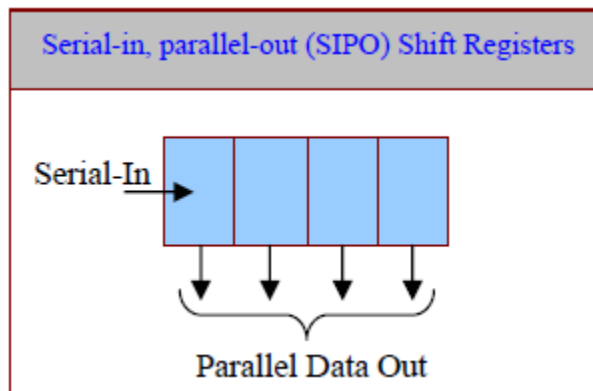 Serial-in, parallel-out (SIPO) Shift Registers
Serial-In
Parallel Data Out